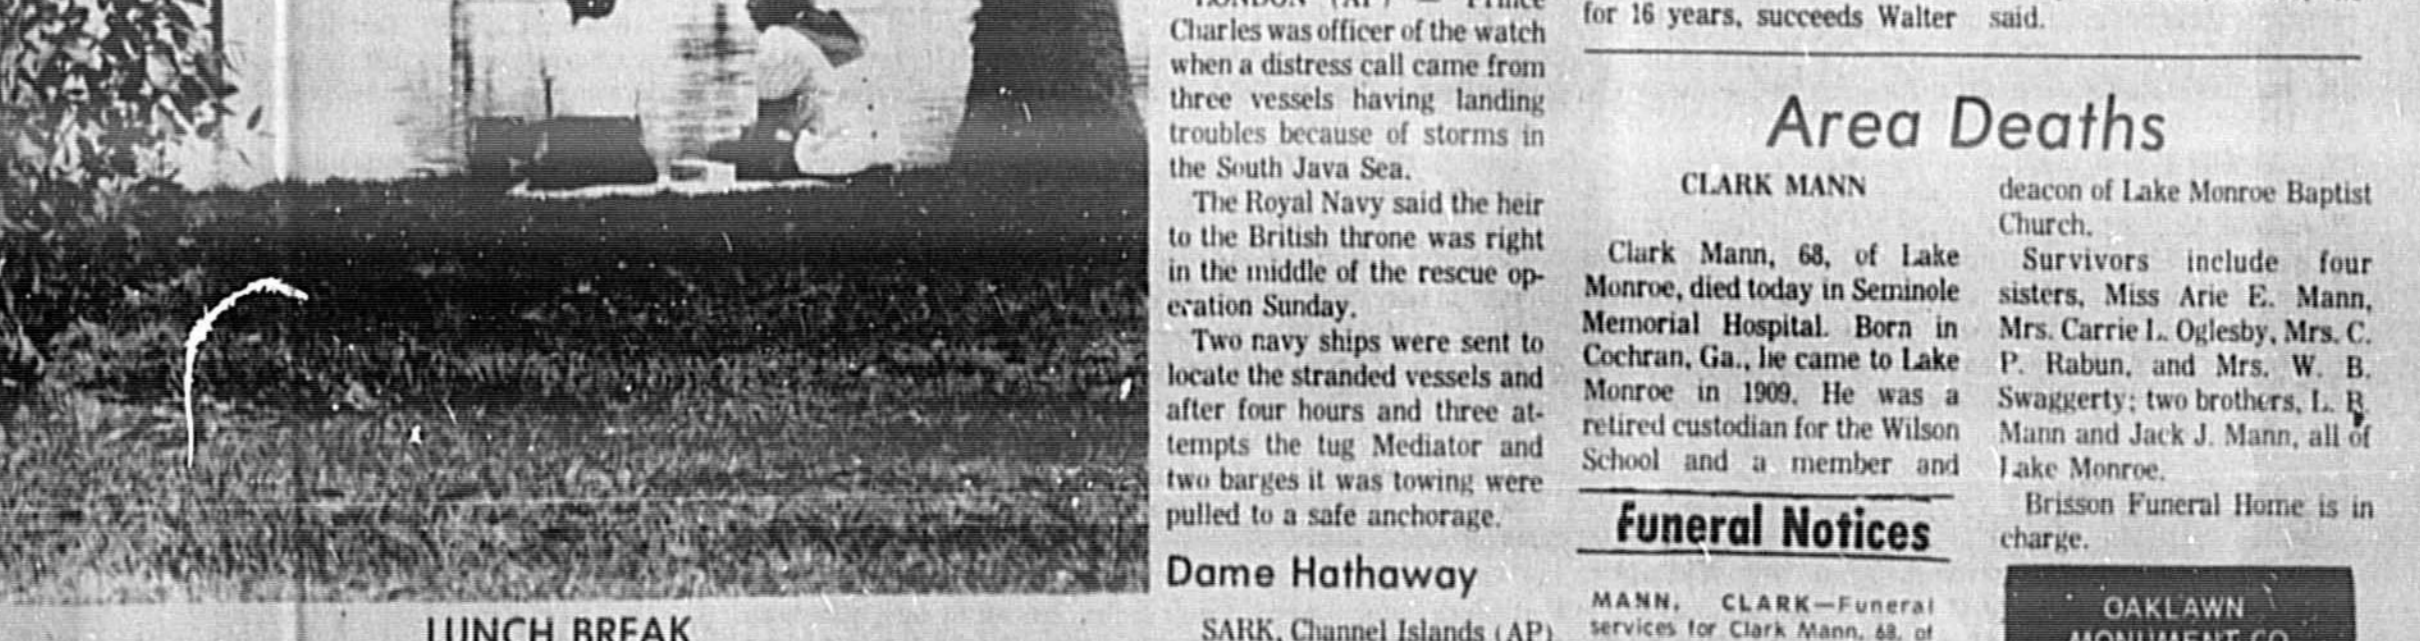 LONDON (AP) — Prince
Charles was officer of the watch
when a distress call came from
three vessels having landing
troubles because of storms in
the South Java Sea.
The Royal Navy said the heir
to the British throne was right
in the middle of the rescue op-
eration Sunday.
Two navy ships were sent to
locate the stranded vessels and
after four hours and three at-
tempts the tug Mediator and
two barges it was towing were
pulled to a safe anchorage.
Dame Hathaway
SARK, Channel Islands (AP)
for 16 years, succeeds Walter
said.
Area Deaths
CLARK MANN
Clark Mann, 68, of Lake
Monroe, died today in Seminole
Memorial Hospital. Born in
Cochran, Ga., he came to Lake
Monroe in 1909. He was a
retired custodian for the Wilson
School and a member and
deacon of Lake Monroe Baptist
Church.
Survivors include four
sisters, Miss Arie E. Mann,
Mrs. Carrie L. Oglesby, Mrs. C.
P. Rabun, and Mrs. W. B.
Swaggerty; two brothers, L. B.
Mann and Jack J. Mann, all of
Lake Monroe.
Brisson Funeral Home is in
charge.
Funeral Notices
MANN, CLARK—Funeral
services for Clark Mann, 68, of
OAKLAWN
MONUMENT CO
LUNCH BREAK